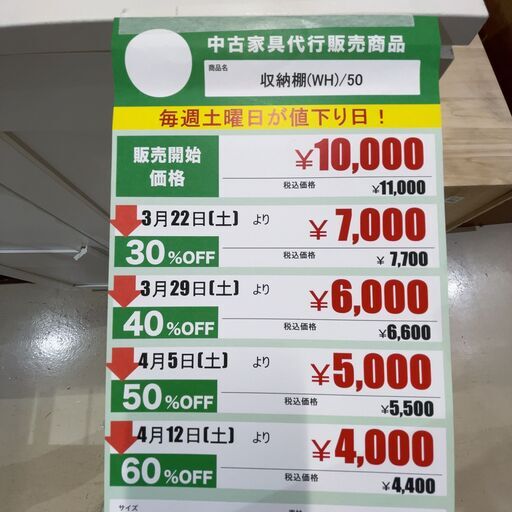 中古家具代行販売商品
商品名
収納棚(WH)/50
毎週土曜日が値下り日！
販売開始
価格
¥10,000
税込価格 ¥11,000
3月22日(土) より
¥7,000
30%OFF
税込価格 ¥7,700
3月29日(土) より
¥6,000
40%OFF
税込価格 ¥6,600
4月5日(土) より
¥5,000
50%OFF
税込価格 ¥5,500
4月12日(土) より
¥4,000
60%OFF
税込価格 ¥4,400
サイズ